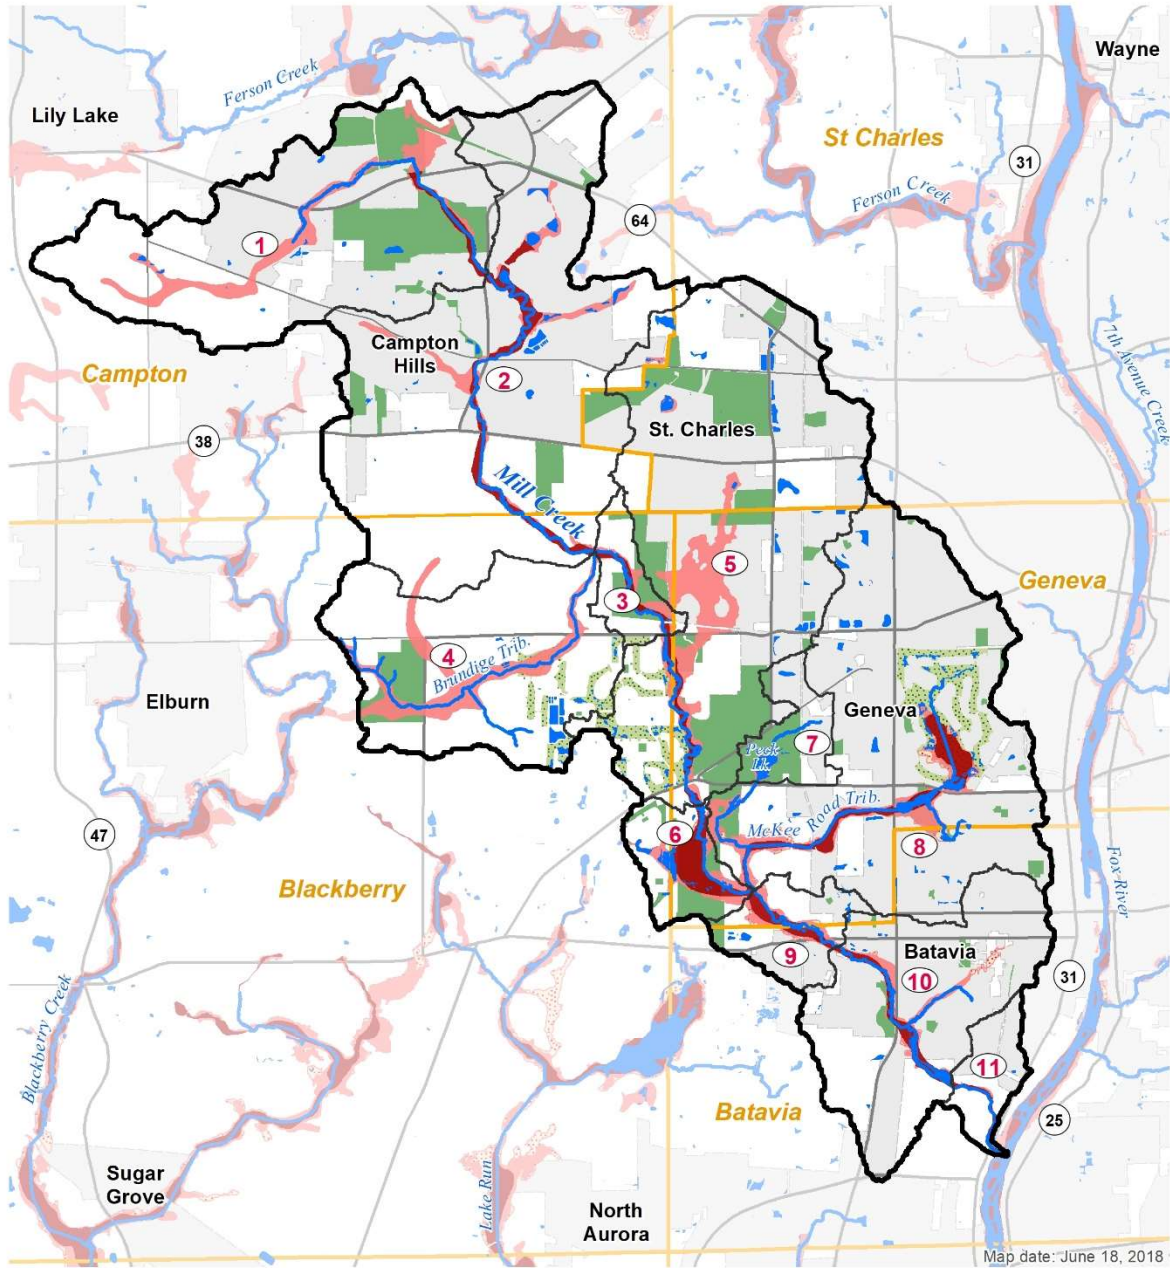 Wayne
Ferson Creek
Lily Lake
St Charles
31
Ferson Creek
64
1
7th Avenue Creek
Campton
Hills
Campton
2
St. Charles
38
Mill Creek
5
Geneva
3
4
Brundige Trib.
Elburn
Geneva
7
Peck
Lk.
McKee Road Trib.
47
6
8
Blackberry
Fox River
Batavia
9
10
31
Blackberry Creek
11
Batavia
25
Sugar
Grove
Lake Run
North
Aurora
Map date: June 18, 2018